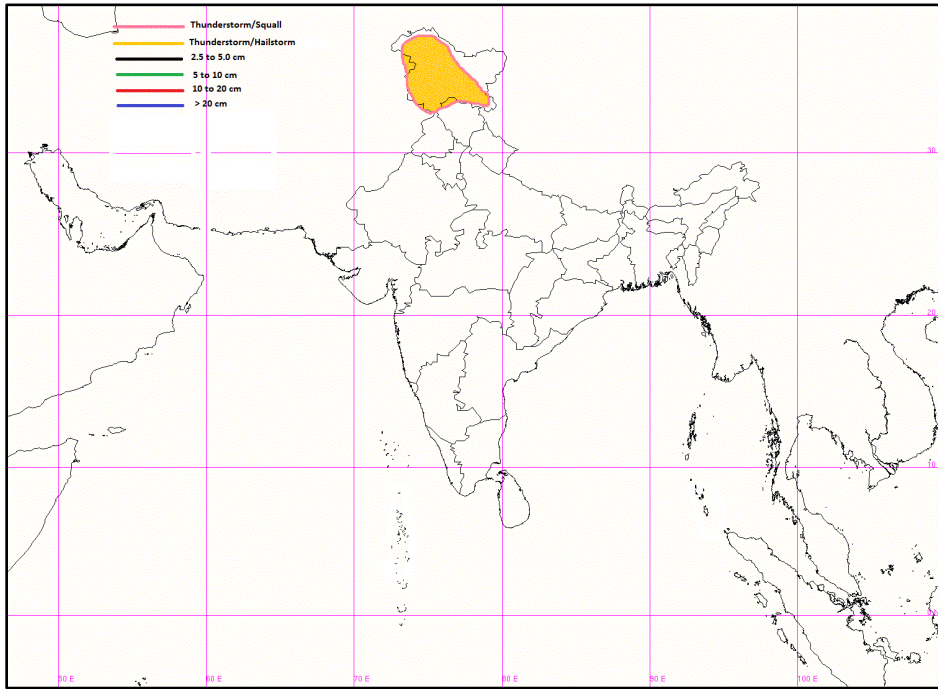 Thunderstorm/Squall
Thunderstorm/Hailstorm
2.5 to 5.0 cm
5 to 10 cm
10 to 20 cm
> 20 cm
30
20
10
50 E
60 E
70 E
80 E
90 E
100 E